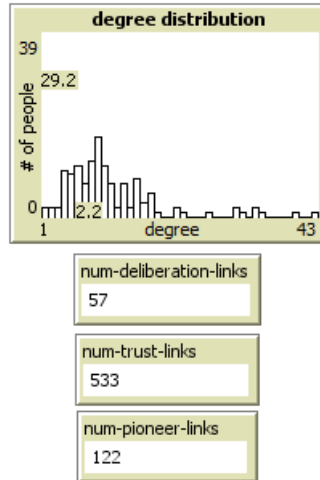 degree distribution
39
29.2
# of people
0
2.2
1
degree
43
num-deliberation-links
57
num-trust-links
533
num-pioneer-links
122